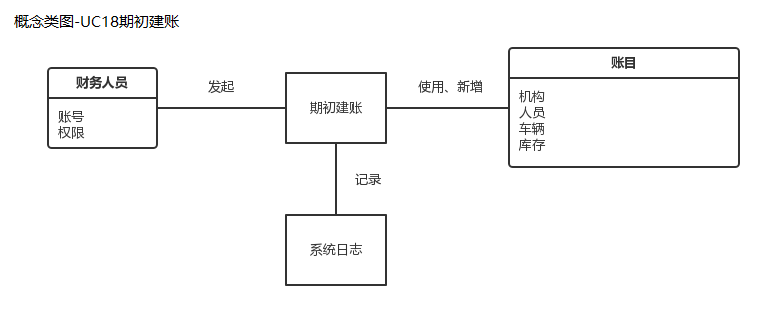 概念类图-UC18期初建账
财务人员
账号
权限
发起
期初建账
使用、新增
账目
机构
人员
车辆
库存
记录
系统日志